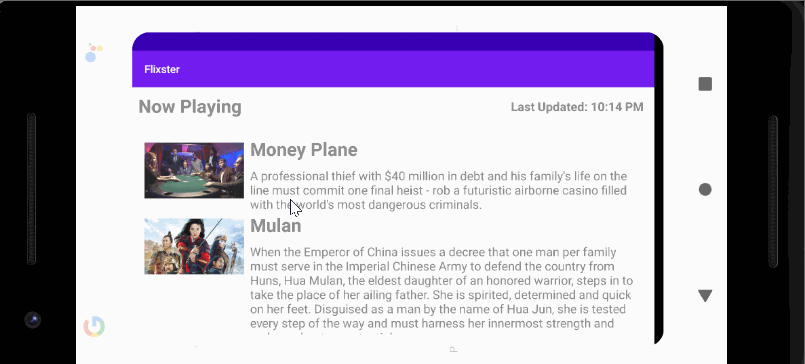 Flixster
Now Playing
Last Updated: 10:14 PM
Money Plane
A professional thief with $40 million in debt and his family's life on the
line must commit one final heist - rob a futuristic airborne casino filled
with the world's most dangerous criminals.
Mulan
When the Emperor of China issues a decree that one man per family
must serve in the Imperial Chinese Army to defend the country from
Huns, Hua Mulan, the eldest daughter of an honored warrior, steps in to
take the place of her ailing father. She is spirited, determined and quick
on her feet. Disguised as a man by the name of Hua Jun, she is tested
every step of the way and must harness her innermost strength and